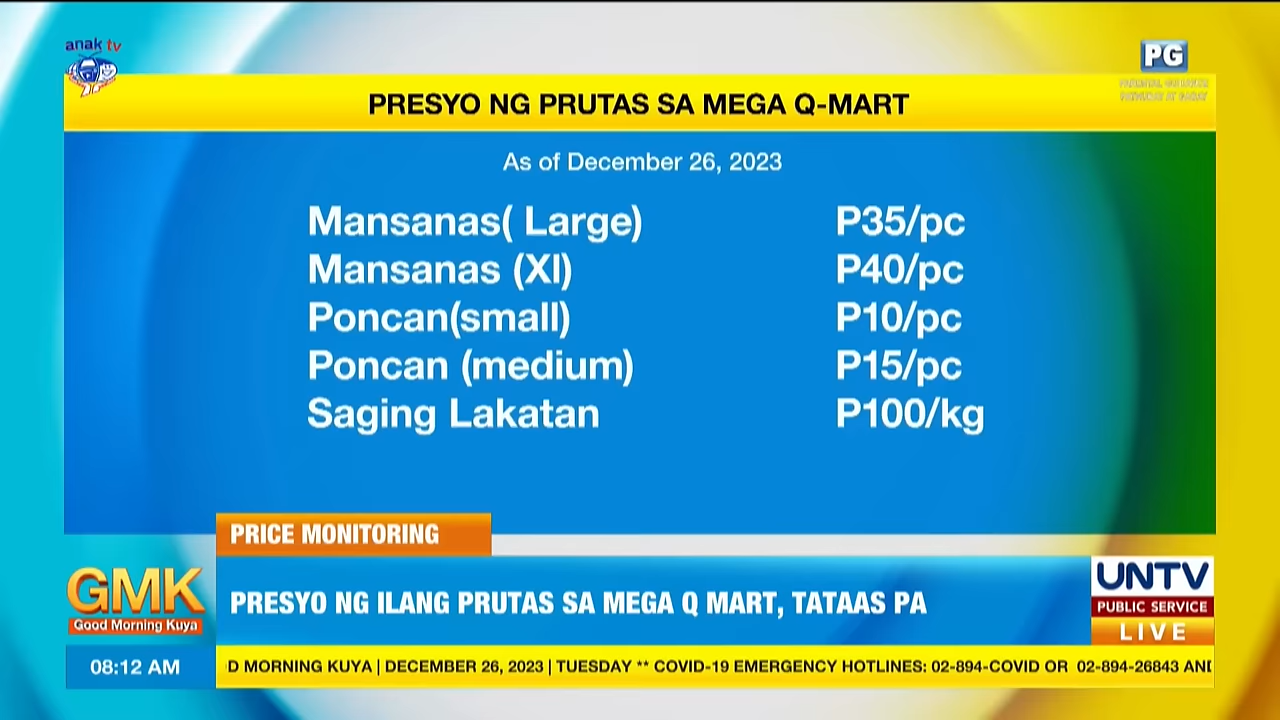 anak tv
PG
PRESYO NG PRUTAS SA MEGA Q-MART
As of December 26, 2023
Mansanas( Large) P35/pc
Mansanas (Xl) P40/pc
Poncan(small) P10/pc
Poncan (medium) P15/pc
Saging Lakatan P100/kg
PRICE MONITORING
GMK
Good Morning Kuya
PRESYO NG ILANG PRUTAS SA MEGA Q MART, TATAAS PA
UNTV
PUBLIC SERVICE
LIVE
08:12 AM
D MORNING KUYA | DECEMBER 26, 2023 | TUESDAY ** COVID-19 EMERGENCY HOTLINES: 02-894-COVID OR 02-894-26843 AND